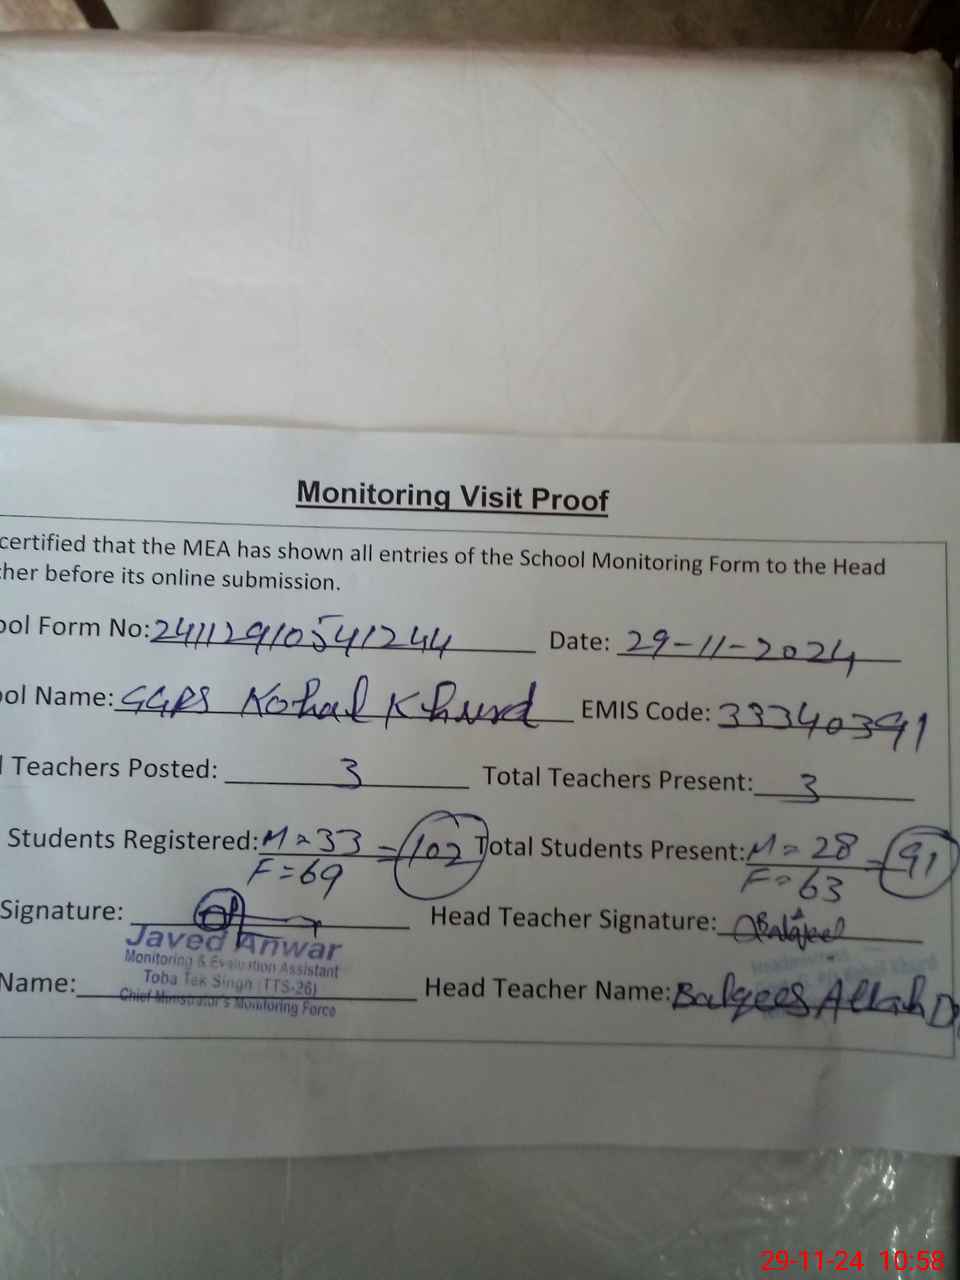 Monitoring Visit Proof
certified that the MEA has shown all entries of the School Monitoring Form to the Head
cher before its online submission.
ool Form No: 24112910541244 Date: 29-11-2024
ool Name: GGPS Kohal Khurd EMIS Code: 33340391
l Teachers Posted: 3 Total Teachers Present: 3
Students Registered: M = 33 = 102 Total Students Present: M = 28 = 91
F = 69 F = 63
Signature: Head Teacher Signature:
Javed Anwar
Monitoring & Evaluation Assistant
Toba Tek Singh (TTS-26)
Chief Minister's Monitoring Force
Name: Head Teacher Name: Balqees Allah D
29-11-24 10:58